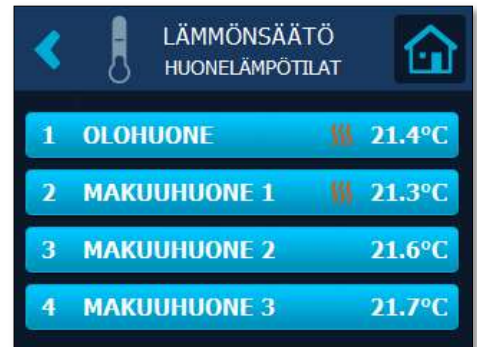 LÄMMÖNSÄÄTÖ
HUONELÄMPÖTILAT
1 OLOHUONE 21.4°C
2 MAKUUHUONE 1 21.3°C
3 MAKUUHUONE 2 21.6°C
4 MAKUUHUONE 3 21.7°C